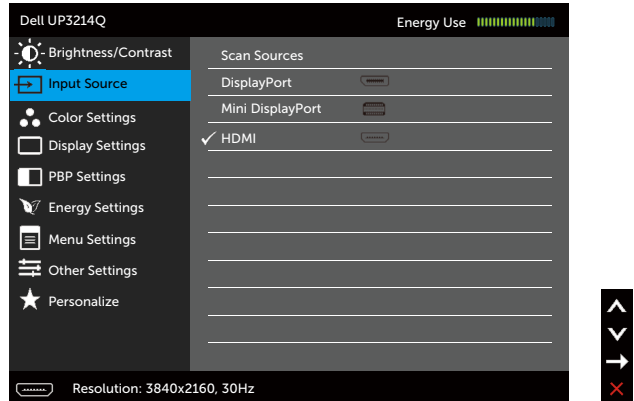 Dell UP3214Q
Energy Use
Brightness/Contrast
Input Source
Color Settings
Display Settings
PBP Settings
Energy Settings
Menu Settings
Other Settings
Personalize
Scan Sources
DisplayPort
Mini DisplayPort
HDMI
Resolution: 3840x2160, 30Hz